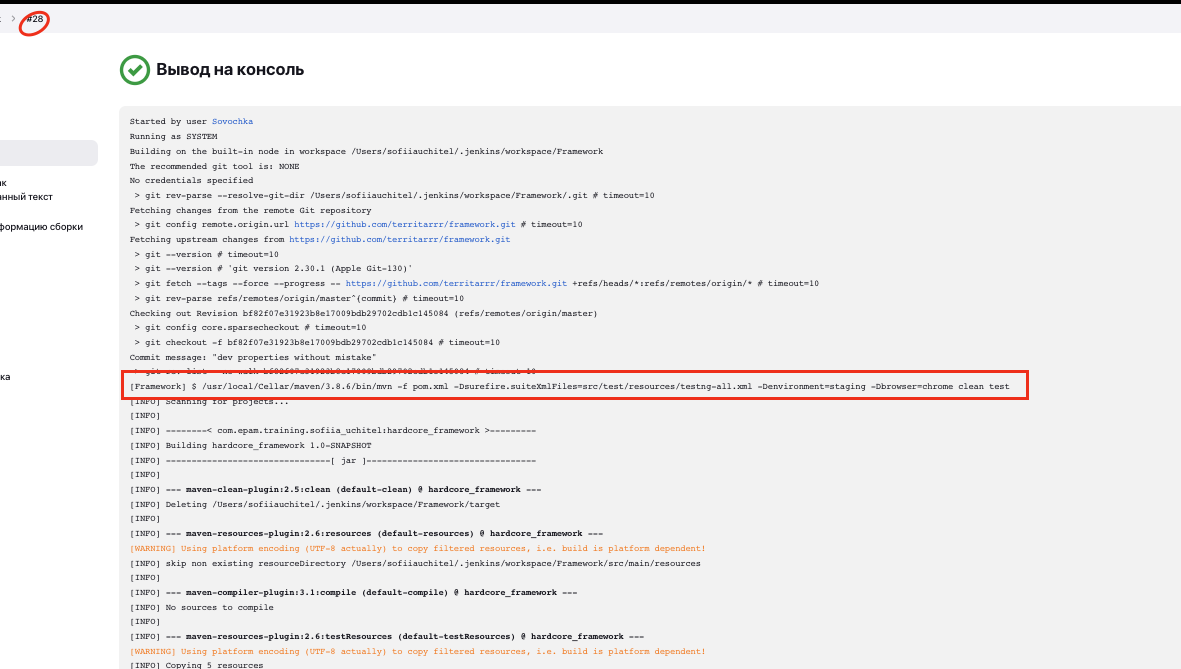 #28
Вывод на консоль
Started by user Sovochka
Running as SYSTEM
Building on the built-in node in workspace /Users/sofiiauchitel/.jenkins/workspace/Framework
The recommended git tool is: NONE
No credentials specified
> git rev-parse --resolve-git-dir /Users/sofiiauchitel/.jenkins/workspace/Framework/.git # timeout=10
нный текст
Fetching changes from the remote Git repository
> git config remote.origin.url https://github.com/territarrr/framework.git # timeout=10
формацию сборки
Fetching upstream changes from https://github.com/territarrr/framework.git
> git --version # timeout=10
> git --version # 'git version 2.30.1 (Apple Git-130)'
> git fetch --tags --force --progress -- https://github.com/territarrr/framework.git +refs/heads/*:refs/remotes/origin/* # timeout=10
> git rev-parse refs/remotes/origin/master^{commit} # timeout=10
Checking out Revision bf82f07e31923b8e17009bdb29702cdb1c145084 (refs/remotes/origin/master)
> git config core.sparsecheckout # timeout=10
> git checkout -f bf82f07e31923b8e17009bdb29702cdb1c145084 # timeout=10
Commit message: "dev properties without mistake"
> git rev-list --no-walk bf82f07e31923b8e17009bdb29702cdb1c145084 # timeout=10
ка
[Framework] $ /usr/local/Cellar/maven/3.8.6/bin/mvn -f pom.xml -Dsurefire.suiteXmlFiles=src/test/resources/testng-all.xml -Denvironment=staging -Dbrowser=chrome clean test
[INFO] Scanning for projects...
[INFO]
[INFO] --------< com.epam.training.sofiia_uchitel:hardcore_framework >---------
[INFO] Building hardcore_framework 1.0-SNAPSHOT
[INFO] --------------------------------[ jar ]---------------------------------
[INFO]
[INFO] --- maven-clean-plugin:2.5:clean (default-clean) @ hardcore_framework ---
[INFO] Deleting /Users/sofiiauchitel/.jenkins/workspace/Framework/target
[INFO]
[INFO] --- maven-resources-plugin:2.6:resources (default-resources) @ hardcore_framework ---
[WARNING] Using platform encoding (UTF-8 actually) to copy filtered resources, i.e. build is platform dependent!
[INFO] skip non existing resourceDirectory /Users/sofiiauchitel/.jenkins/workspace/Framework/src/main/resources
[INFO]
[INFO] --- maven-compiler-plugin:3.1:compile (default-compile) @ hardcore_framework ---
[INFO] No sources to compile
[INFO]
[INFO] --- maven-resources-plugin:2.6:testResources (default-testResources) @ hardcore_framework ---
[WARNING] Using platform encoding (UTF-8 actually) to copy filtered resources, i.e. build is platform dependent!
[INFO] Copying 5 resources